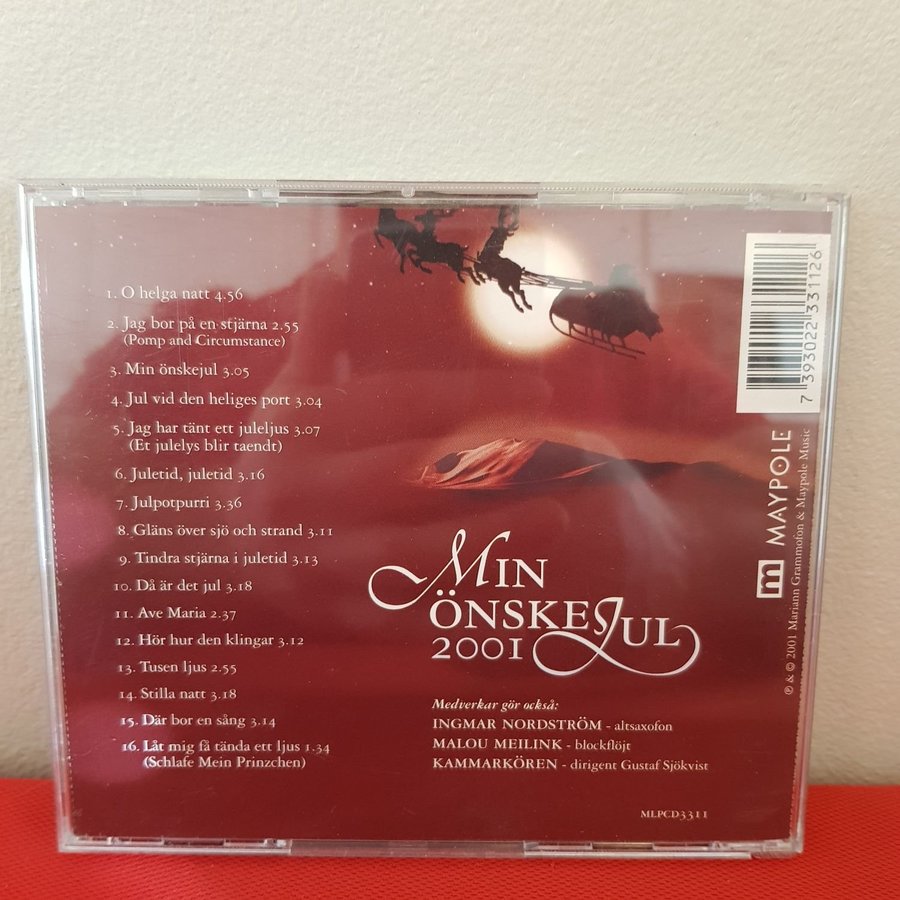 1. O helga natt 4.56
2. Jag bor på en stjärna 2.55
(Pomp and Circumstance)
3. Min önskejul 3.05
4. Jul vid den heliges port 3.04
5. Jag har tänt ett juleljus 3.07
(Et julelys blir taendt)
6. Juletid, juletid 3.16
7. Julpotpurri 3.36
8. Gläns över sjö och strand 3.11
9. Tindra stjärna i juletid 3.13
10. Då är det jul 3.18
11. Ave Maria 2.37
12. Hör hur den klingar 3.12
13. Tusen ljus 2.55
14. Stilla natt 3.18
15. Där bor en sång 3.14
16. Låt mig få tända ett ljus 1.34
(Schlafe Mein Prinzchen)
MIN
ÖNSKESJUL
2001
Medverkar gör också:
INGMAR NORDSTRÖM - altsaxofon
MALOU MEILINK - blockflöjt
KAMMARKÖREN - dirigent Gustaf Sjökvist
MLPCD3311
7 393022 331126
m MAYPOLE
℗ & © 2001 Mariann Grammofon & Maypole Music